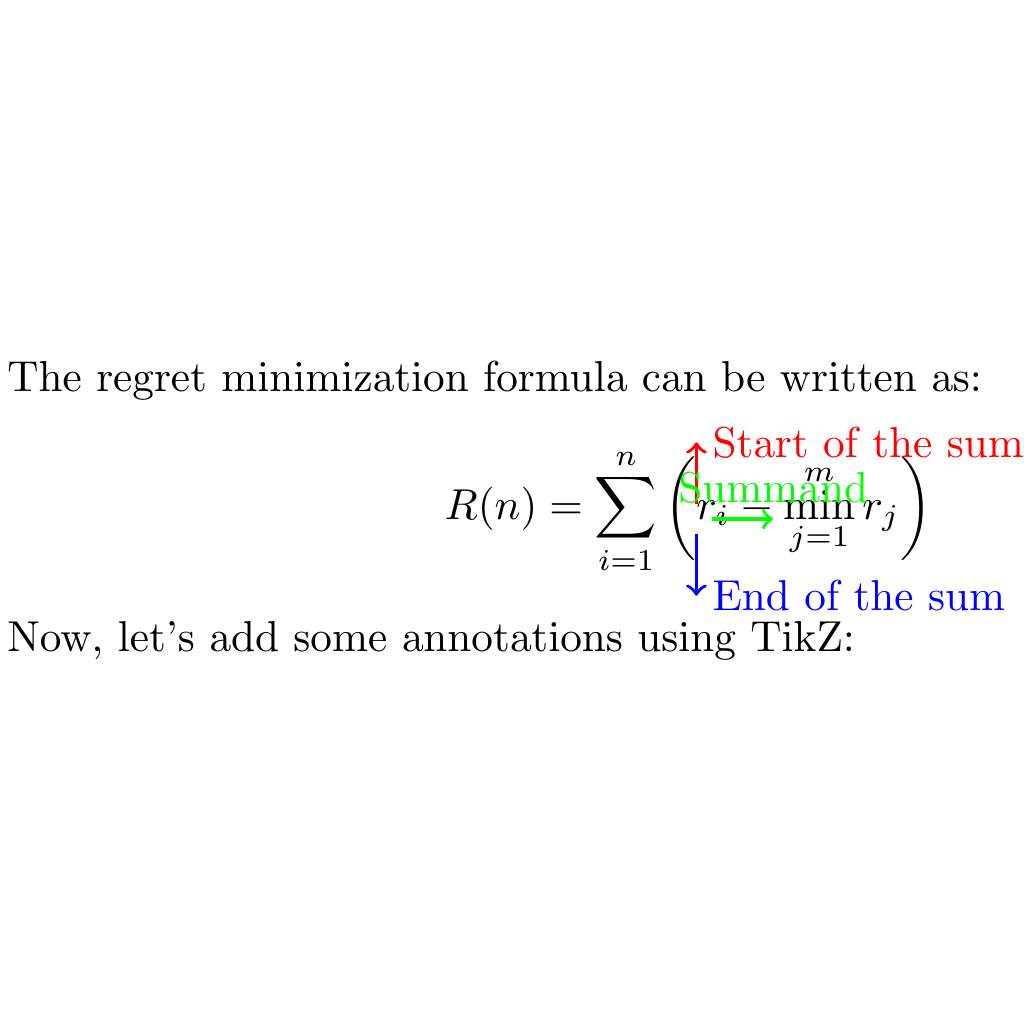 The regret minimization formula can be written as:
Start of the sum
Summand
R(n) = \sum_{i=1}^{n} \left( r_i - \min_{j=1}^{m} r_j \right)
End of the sum
Now, let's add some annotations using TikZ: